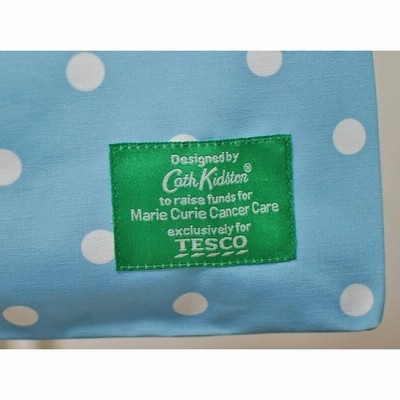 Designed by
Cath Kidston®
to raise funds for
Marie Curie Cancer Care
exclusively for
TESCO